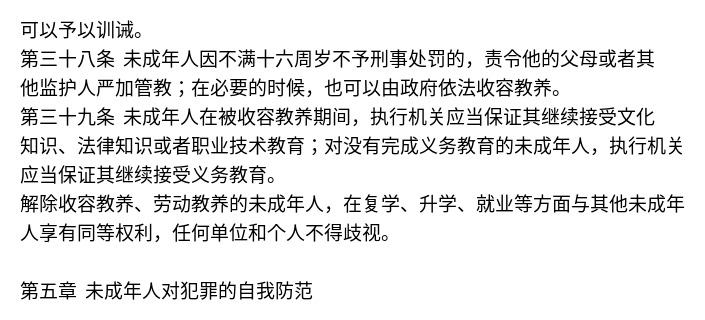 可以予以训诫。
第三十八条 未成年人因不满十六周岁不予刑事处罚的，责令他的父母或者其
他监护人严加管教；在必要的时候，也可以由政府依法收容教养。
第三十九条 未成年人在被收容教养期间，执行机关应当保证其继续接受文化
知识、法律知识或者职业技术教育；对没有完成义务教育的未成年人，执行机关
应当保证其继续接受义务教育。
解除收容教养、劳动教养的未成年人，在复学、升学、就业等方面与其他未成年
人享有同等权利，任何单位和个人不得歧视。
第五章 未成年人对犯罪的自我防范